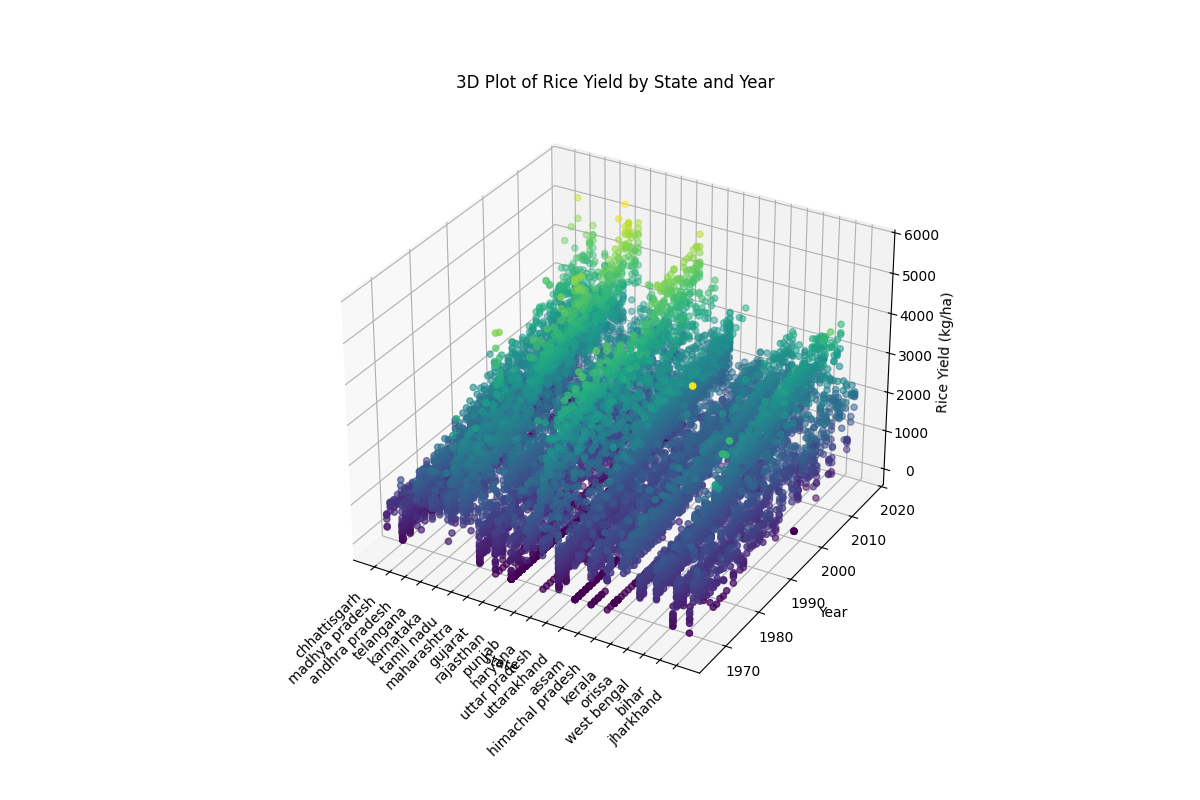 3D Plot of Rice Yield by State and Year
6000
5000
4000
3000
2000
1000
0
Rice Yield (kg/ha)
2020
2010
2000
1990
1980
1970
Year
chhattisgarh
madhya pradesh
andhra pradesh
telangana
karnataka
tamil nadu
maharashtra
gujarat
rajasthan
punjab
haryana
uttar pradesh
uttarakhand
assam
himachal pradesh
kerala
orissa
west bengal
bihar
jharkhand
State